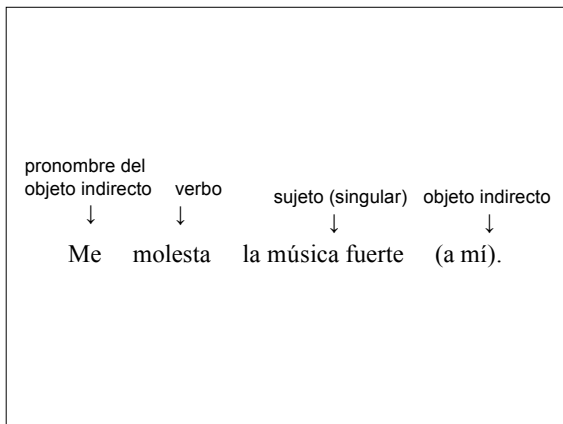 pronombre del
objeto indirecto verbo sujeto (singular) objeto indirecto
↓ ↓ ↓ ↓
Me molesta la música fuerte (a mí).